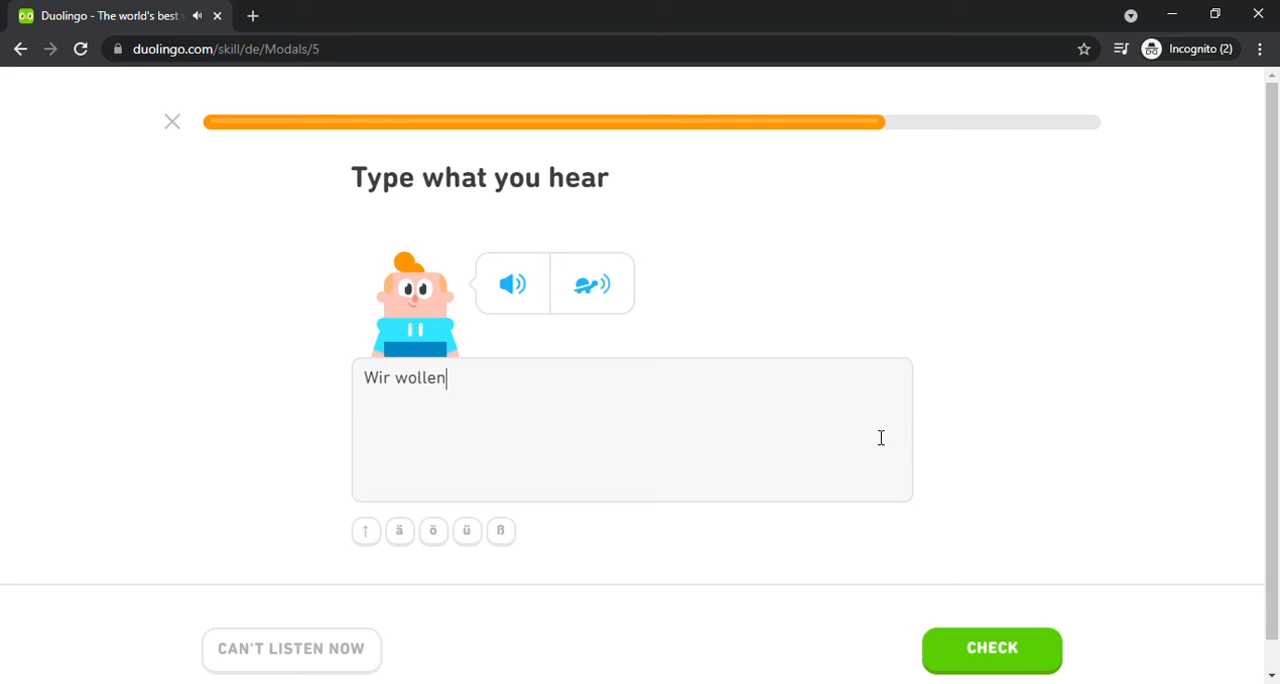 Duolingo - The world's best
duolingo.com/skill/de/Modals/5
Incognito (2)
Type what you hear
Wir wollen
↑ ä ö ü ß
CAN'T LISTEN NOW
CHECK